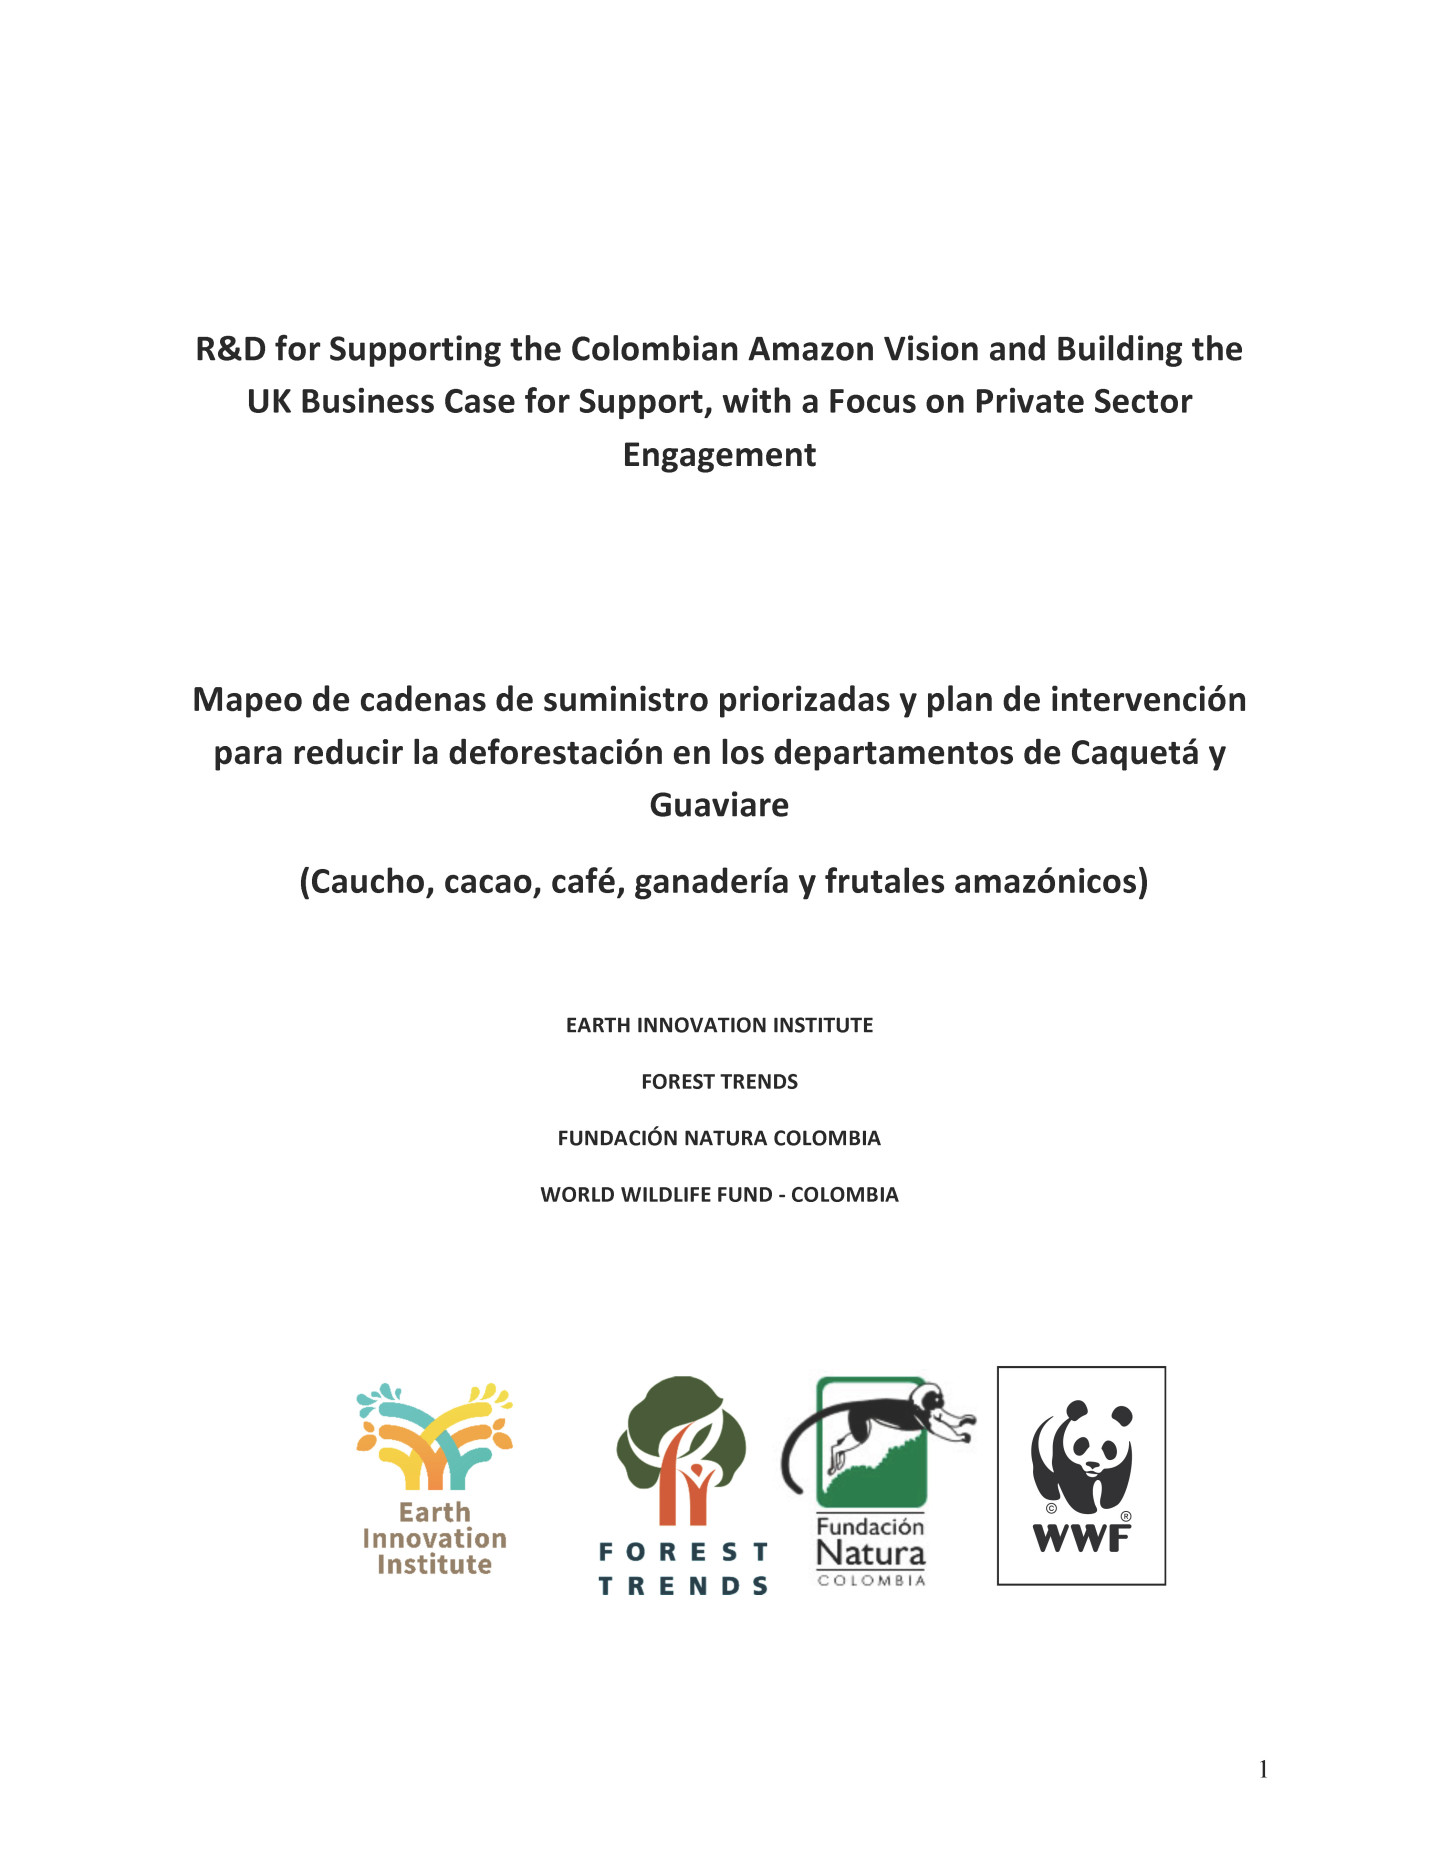 R&D for Supporting the Colombian Amazon Vision and Building the
UK Business Case for Support, with a Focus on Private Sector
Engagement
Mapeo de cadenas de suministro priorizadas y plan de intervención
para reducir la deforestación en los departamentos de Caquetá y
Guaviare
(Caucho, cacao, café, ganadería y frutales amazónicos)
EARTH INNOVATION INSTITUTE
FOREST TRENDS
FUNDACIÓN NATURA COLOMBIA
WORLD WILDLIFE FUND - COLOMBIA
Earth
Innovation
Institute
FOREST
TRENDS
Fundación
Natura
COLOMBIA
©
®
WWF
1